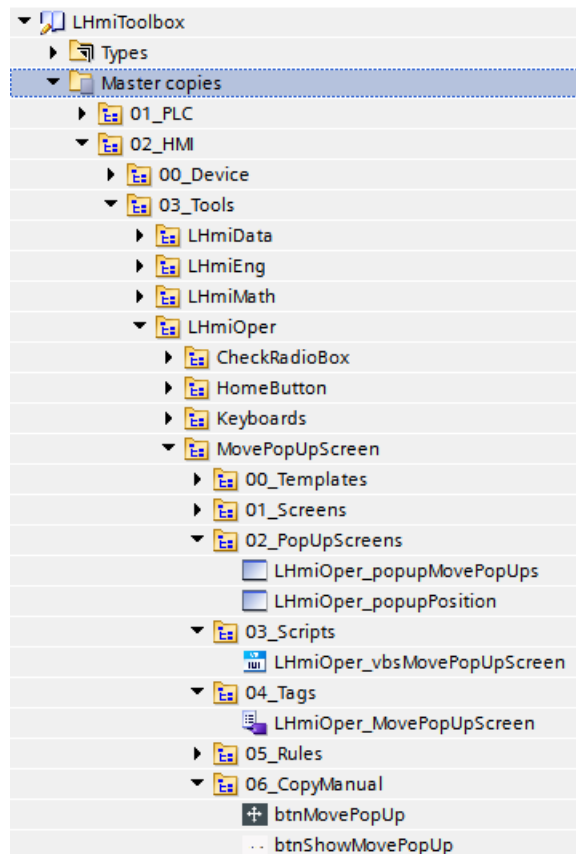 LHmiToolbox
Types
Master copies
01_PLC
02_HMI
00_Device
03_Tools
LHmiData
LHmiEng
LHmiMath
LHmiOper
CheckRadioBox
HomeButton
Keyboards
MovePopUpScreen
00_Templates
01_Screens
02_PopUpScreens
LHmiOper_popupMovePopUps
LHmiOper_popupPosition
03_Scripts
LHmiOper_vbsMovePopUpScreen
04_Tags
LHmiOper_MovePopUpScreen
05_Rules
06_CopyManual
btnMovePopUp
btnShowMovePopUp